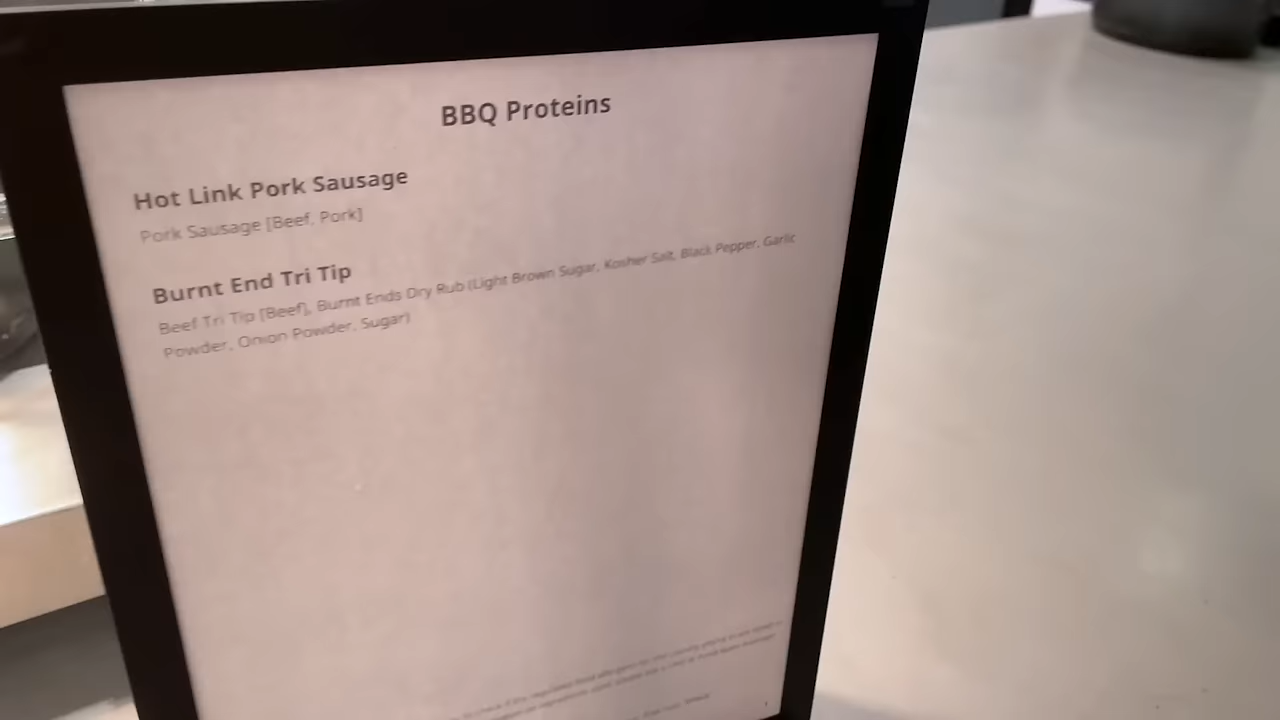 BBQ Proteins
Hot Link Pork Sausage
Pork Sausage [Beef, Pork]
Burnt End Tri Tip
Beef Tri Tip [Beef], Burnt Ends Dry Rub (Light Brown Sugar, Kosher Salt, Black Pepper, Garlic
Powder, Onion Powder, Sugar)